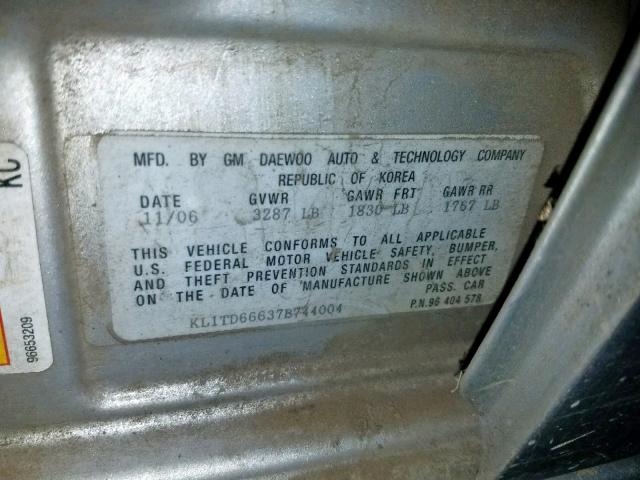 MFD. BY GM DAEWOO AUTO & TECHNOLOGY COMPANY
REPUBLIC OF KOREA
DATE GVWR GAWR FRT GAWR RR
11/06 3287 LB 1830 LB 1757 LB
THIS VEHICLE CONFORMS TO ALL APPLICABLE
U.S. FEDERAL MOTOR VEHICLE SAFETY, BUMPER,
AND THEFT PREVENTION STANDARDS IN EFFECT
ON THE DATE OF MANUFACTURE SHOWN ABOVE
PASS. CAR
P.N.96 404 578
KL1TD66637B744004
KC
96653209